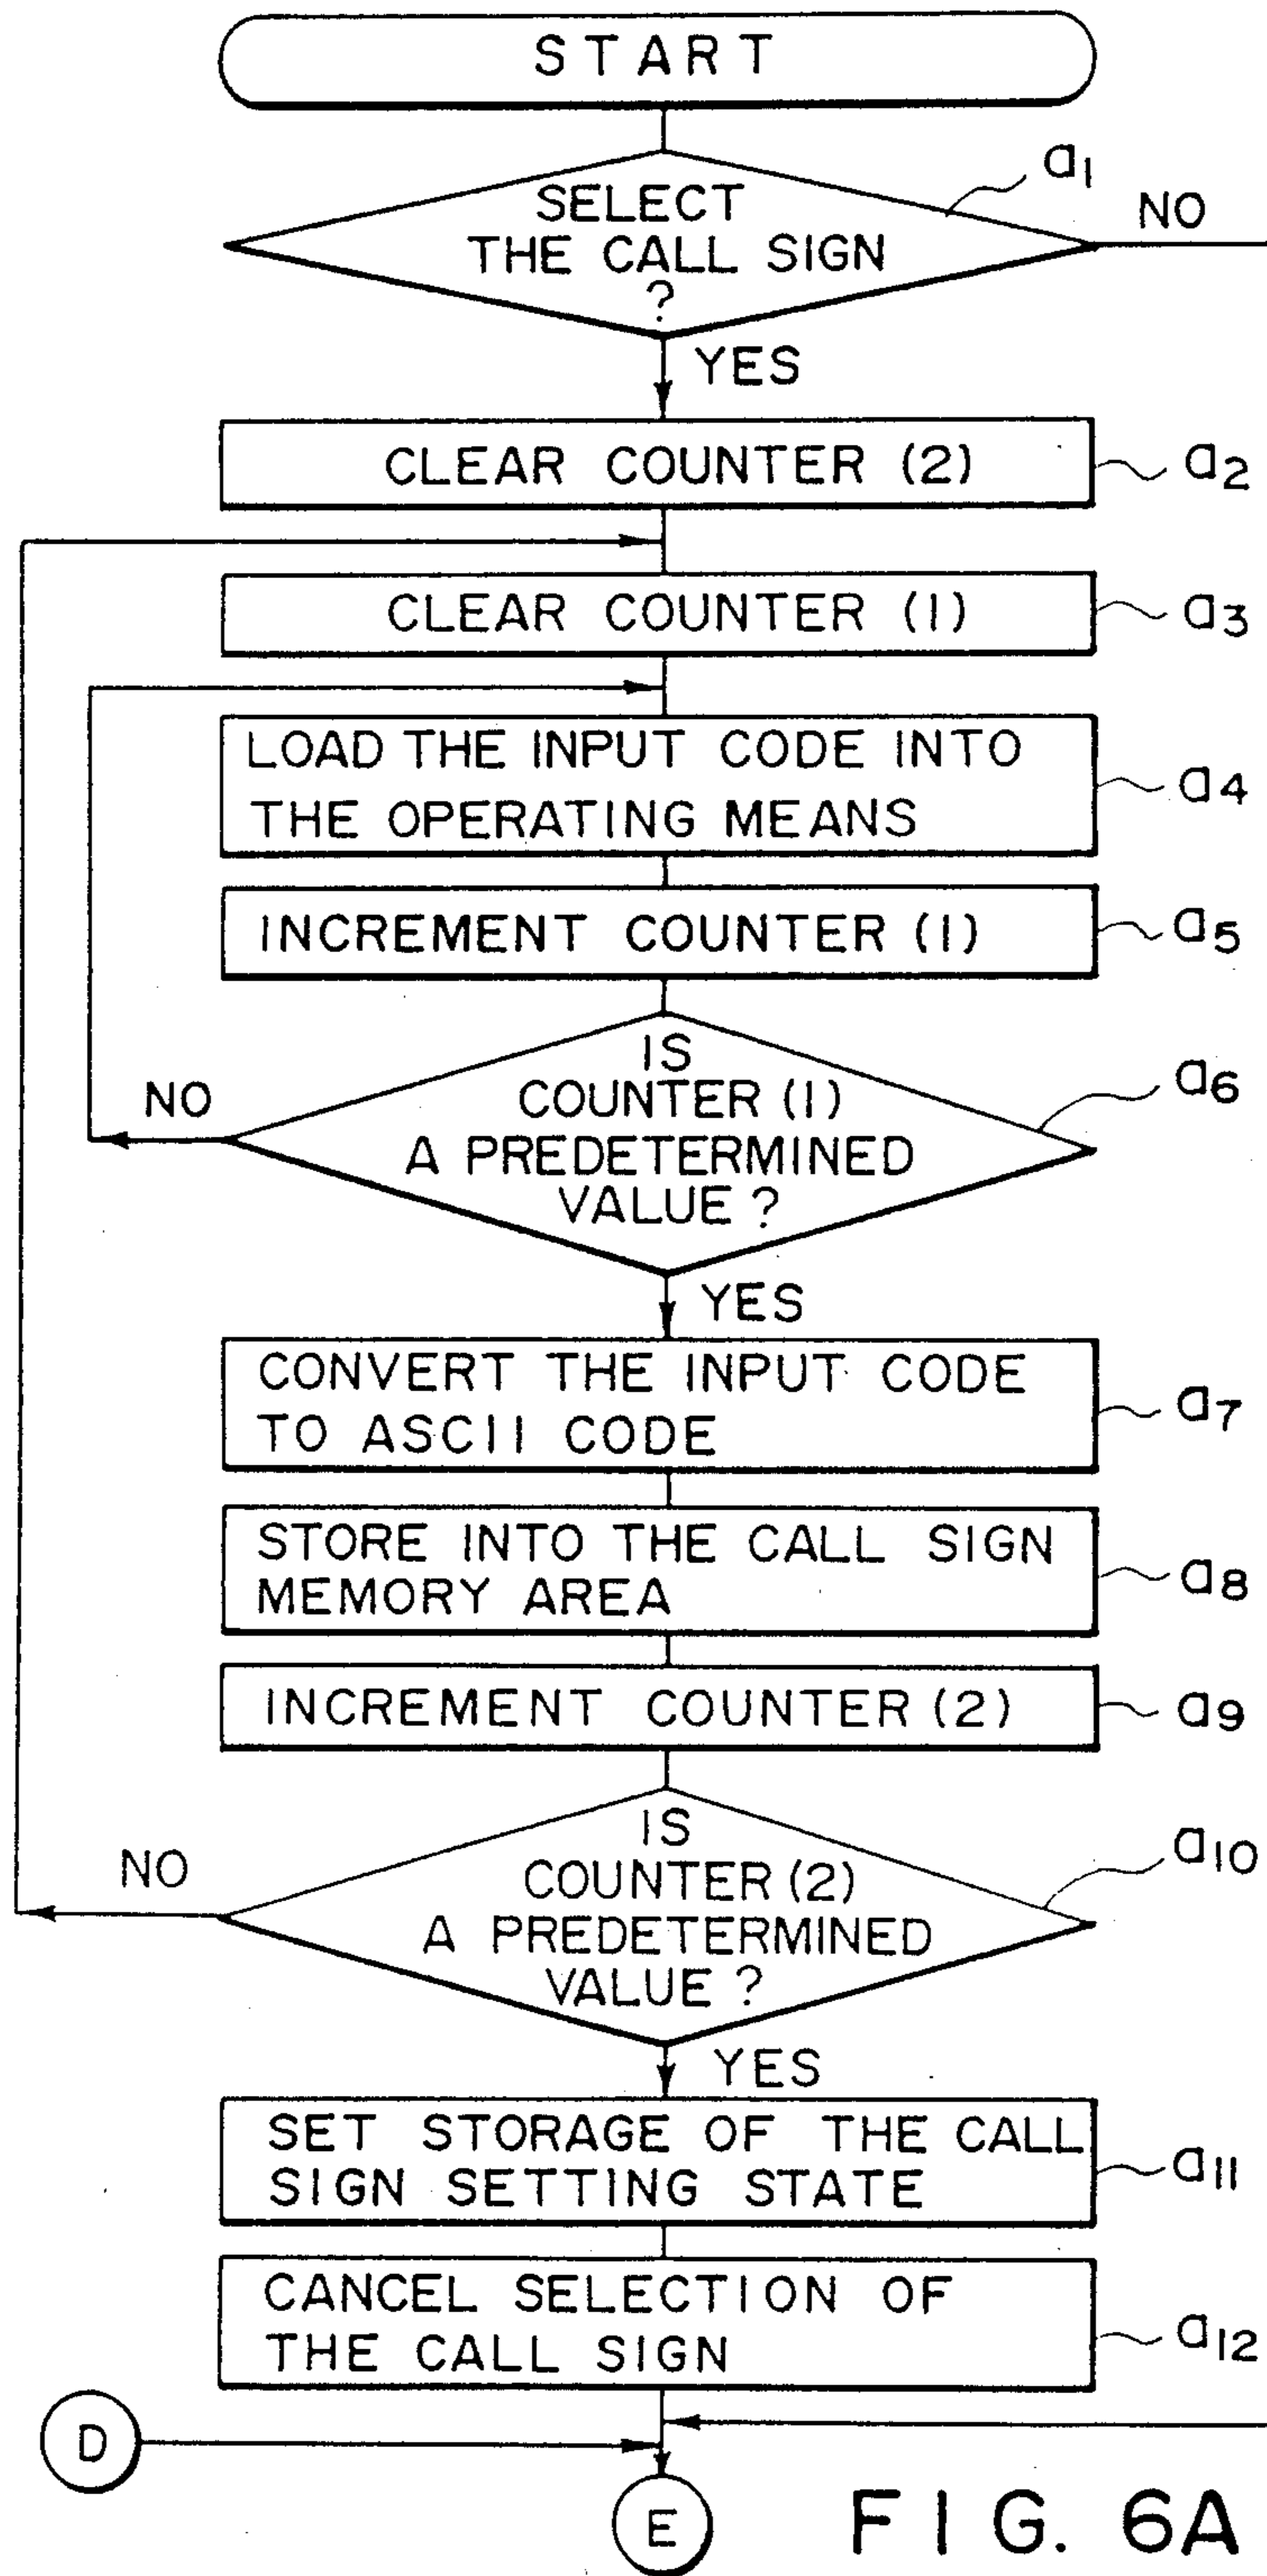 START
a1
SELECT
THE CALL SIGN
?
NO
YES
CLEAR COUNTER (2)
a2
CLEAR COUNTER (1)
a3
LOAD THE INPUT CODE INTO
THE OPERATING MEANS
a4
INCREMENT COUNTER (1)
a5
IS
COUNTER (1)
A PREDETERMINED
VALUE ?
a6
NO
YES
CONVERT THE INPUT CODE
TO ASCII CODE
a7
STORE INTO THE CALL SIGN
MEMORY AREA
a8
INCREMENT COUNTER (2)
a9
IS
COUNTER (2)
A PREDETERMINED
VALUE ?
a10
NO
YES
SET STORAGE OF THE CALL
SIGN SETTING STATE
a11
CANCEL SELECTION OF
THE CALL SIGN
a12
D
E
FIG. 6A